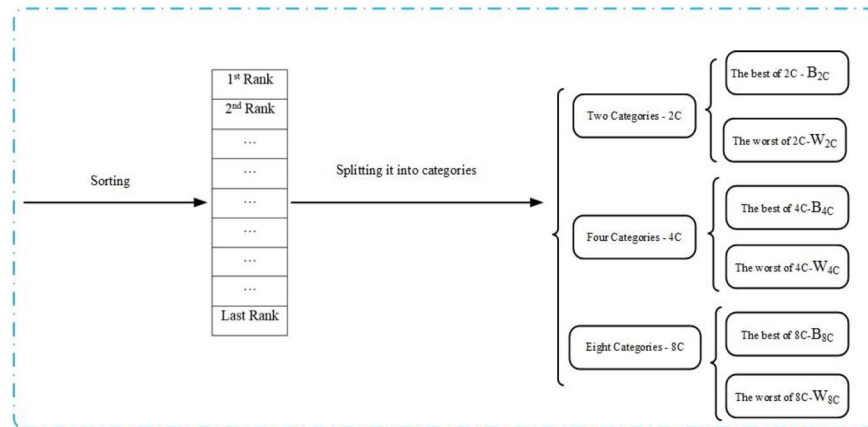 Sorting
1st Rank
2nd Rank
...
...
...
...
...
...
Last Rank
Splitting it into categories
Two Categories - 2C
The best of 2C - B2C
The worst of 2C-W2C
Four Categories - 4C
The best of 4C-B4C
The worst of 4C-W4C
Eight Categories - 8C
The best of 8C-B8C
The worst of 8C-W8C